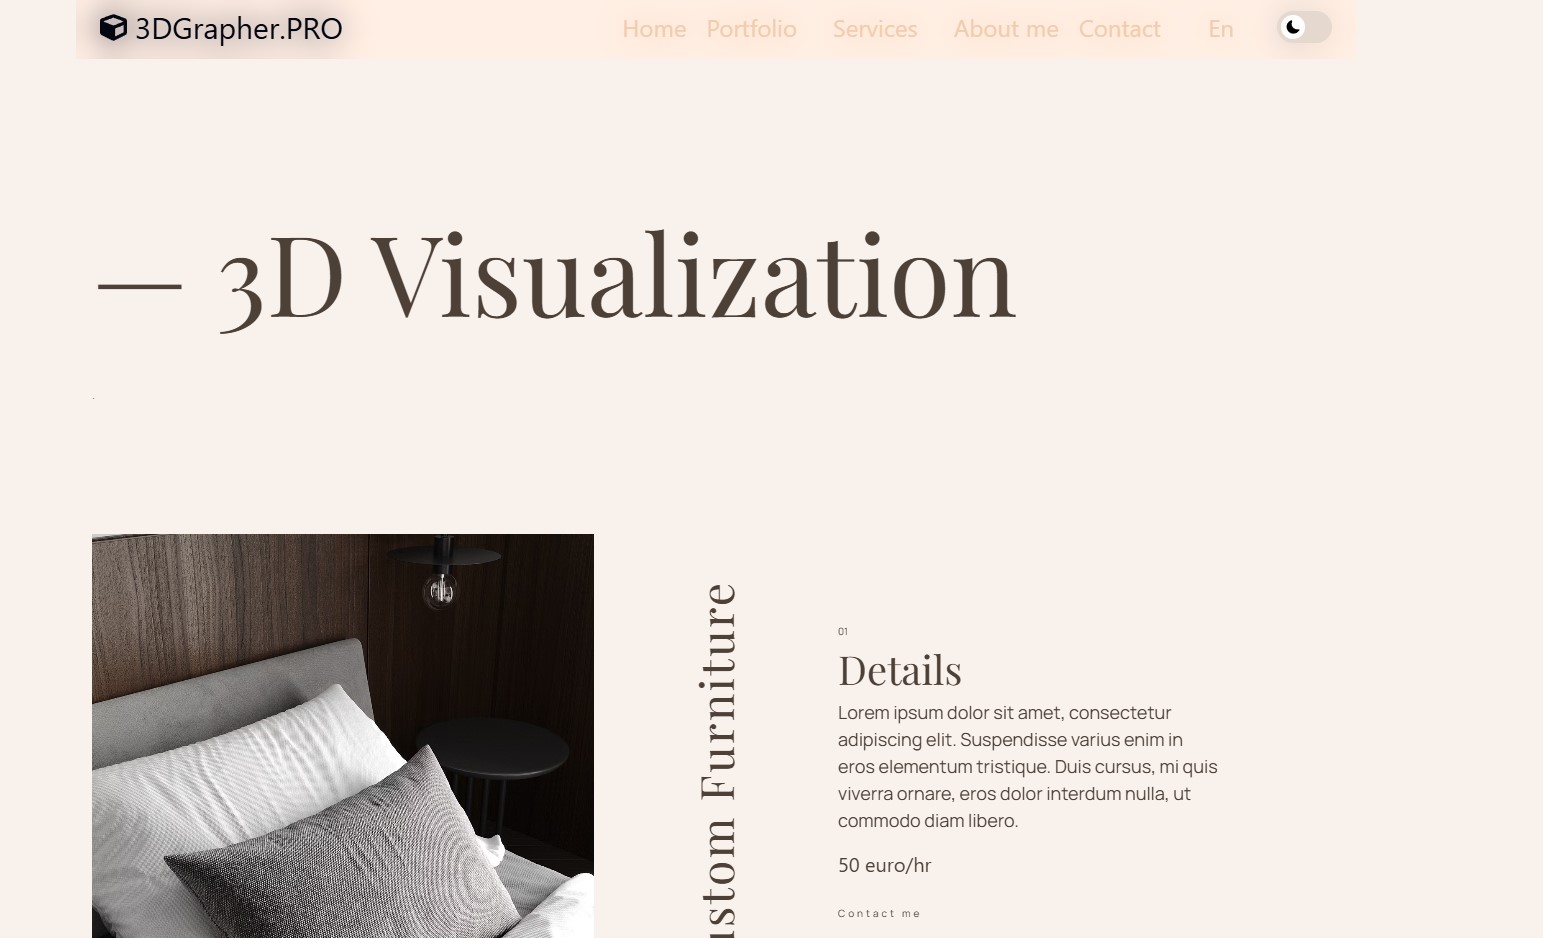 3DGrapher.PRO
Home Portfolio Services About me Contact En
— 3D Visualization
ustom Furniture
01
Details
Lorem ipsum dolor sit amet, consectetur
adipiscing elit. Suspendisse varius enim in
eros elementum tristique. Duis cursus, mi quis
viverra ornare, eros dolor interdum nulla, ut
commodo diam libero.
50 euro/hr
Contact me